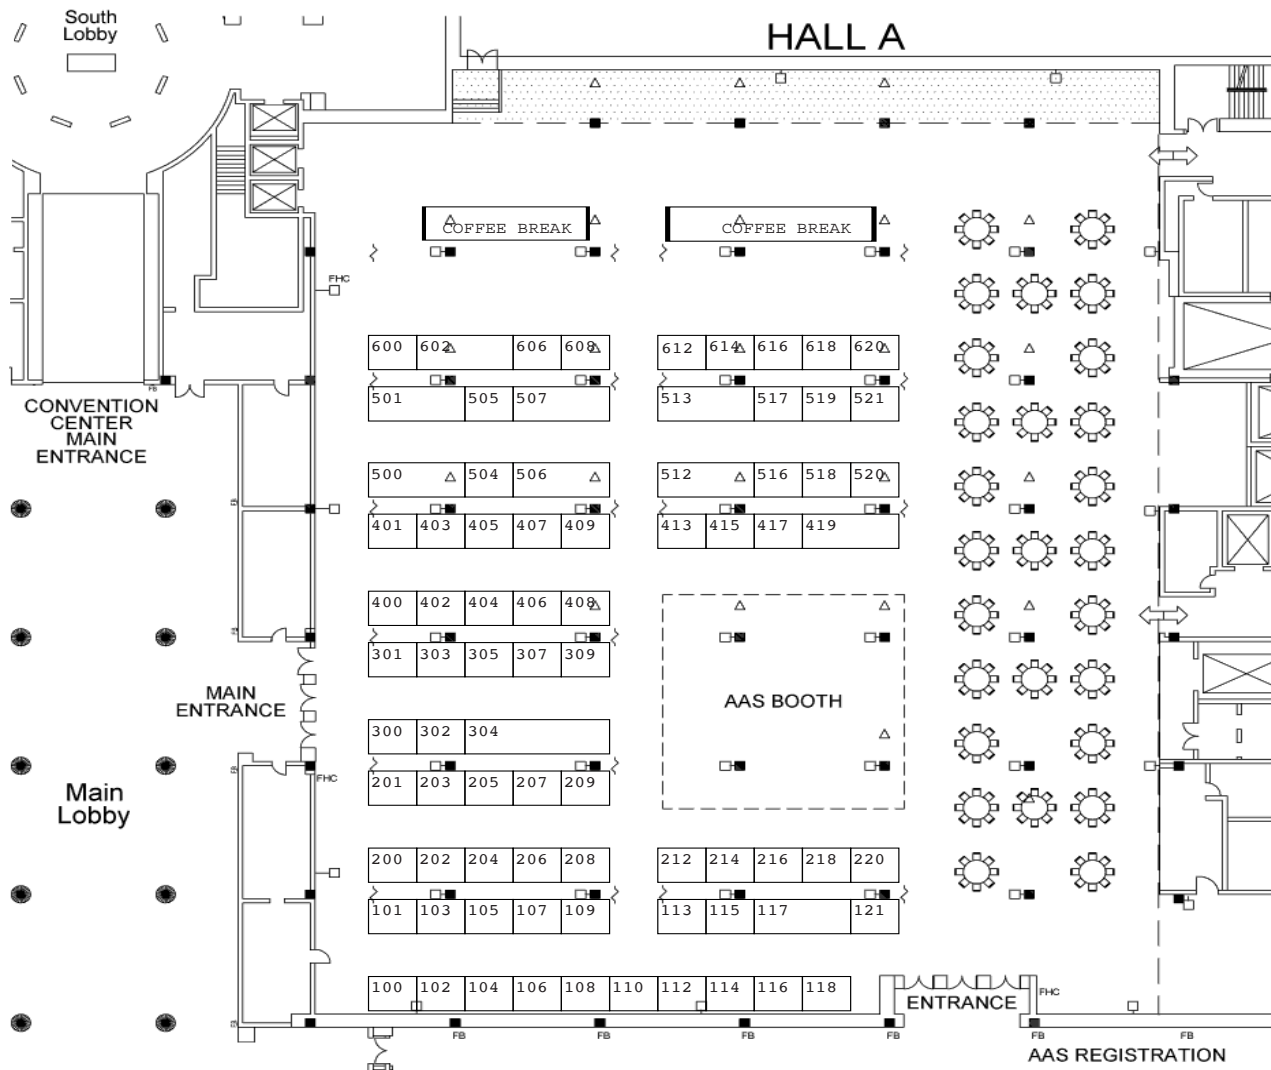 South
Lobby
HALL A
COFFEE BREAK
COFFEE BREAK
FHC
600 602 606 608 612 614 616 618 620
FB
501 505 507 513 517 519 521
CONVENTION
CENTER
MAIN
ENTRANCE
500 504 506 512 516 518 520
FB
401 403 405 407 409 413 415 417 419
400 402 404 406 408
FB
301 303 305 307 309
MAIN
ENTRANCE
AAS BOOTH
300 302 304
FB
FHC
201 203 205 207 209
Main
Lobby
200 202 204 206 208 212 214 216 218 220
101 103 105 107 109 113 115 117 121
100 102 104 106 108 110 112 114 116 118
ENTRANCE
FHC
FB
FB FB FB FB FB FB
AAS REGISTRATION